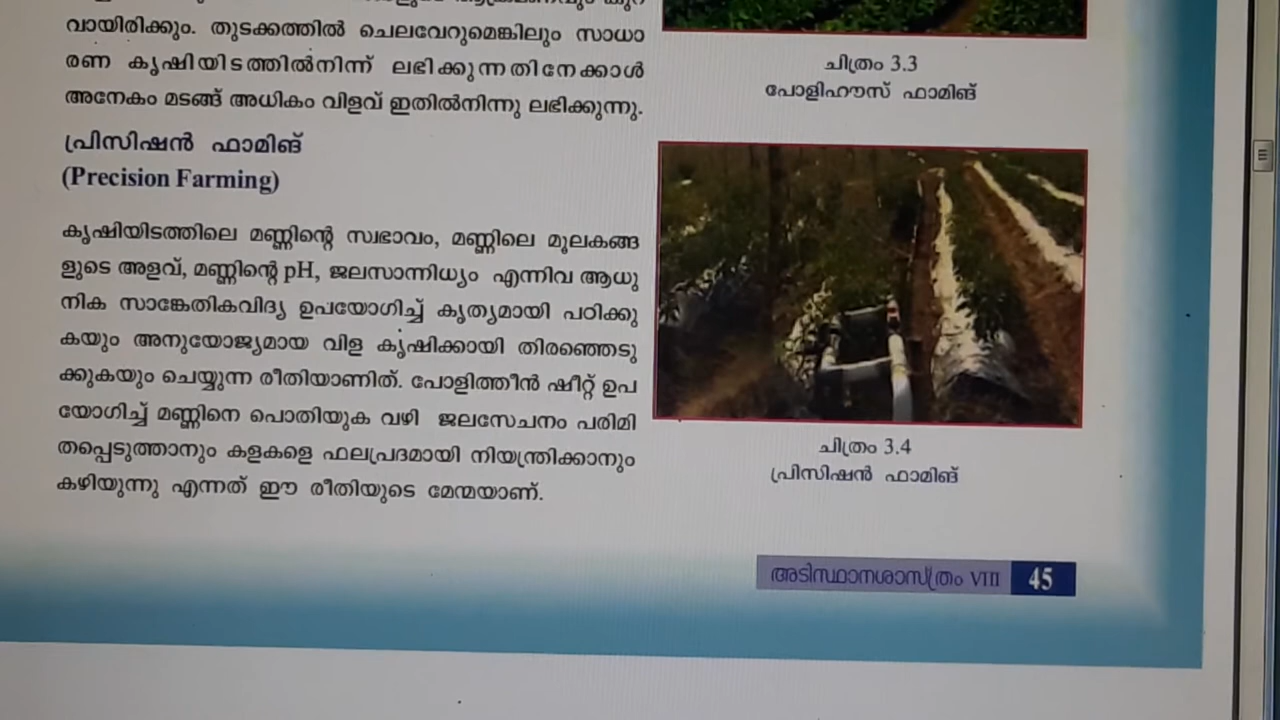 വായിരിക്കും. തുടക്കത്തിൽ ചെലവേറുമെങ്കിലും സാധാ
രണ കൃഷിയിടത്തിൽനിന്ന് ലഭിക്കുന്നതിനേക്കാൾ
അനേകം മടങ്ങ് അധികം വിളവ് ഇതിൽനിന്നു ലഭിക്കുന്നു.
പ്രിസിഷൻ ഫാമിങ്
(Precision Farming)
കൃഷിയിടത്തിലെ മണ്ണിന്റെ സ്വഭാവം, മണ്ണിലെ മൂലകങ്ങ
ളുടെ അളവ്, മണ്ണിന്റെ pH, ജലസാന്നിധ്യം എന്നിവ ആധു
നിക സാങ്കേതികവിദ്യ ഉപയോഗിച്ച് കൃത്യമായി പഠിക്കു
കയും അനുയോജ്യമായ വിള കൃഷിക്കായി തിരഞ്ഞെടു
ക്കുകയും ചെയ്യുന്ന രീതിയാണിത്. പോളിത്തീൻ ഷീറ്റ് ഉപ
യോഗിച്ച് മണ്ണിനെ പൊതിയുക വഴി ജലസേചനം പരിമി
തപ്പെടുത്താനും കളകളെ ഫലപ്രദമായി നിയന്ത്രിക്കാനും
കഴിയുന്നു എന്നത് ഈ രീതിയുടെ മേന്മയാണ്.
ചിത്രം 3.3
പോളിഹൗസ് ഫാമിങ്
ചിത്രം 3.4
പ്രിസിഷൻ ഫാമിങ്
അടിസ്ഥാനശാസ്ത്രം VIII 45